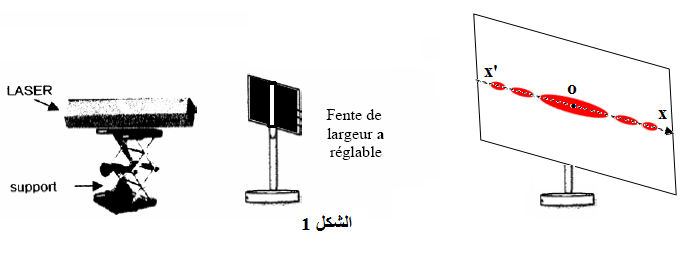 LASER
support
Fente de
largeur a
réglable
الشكل 1
x'
o
x